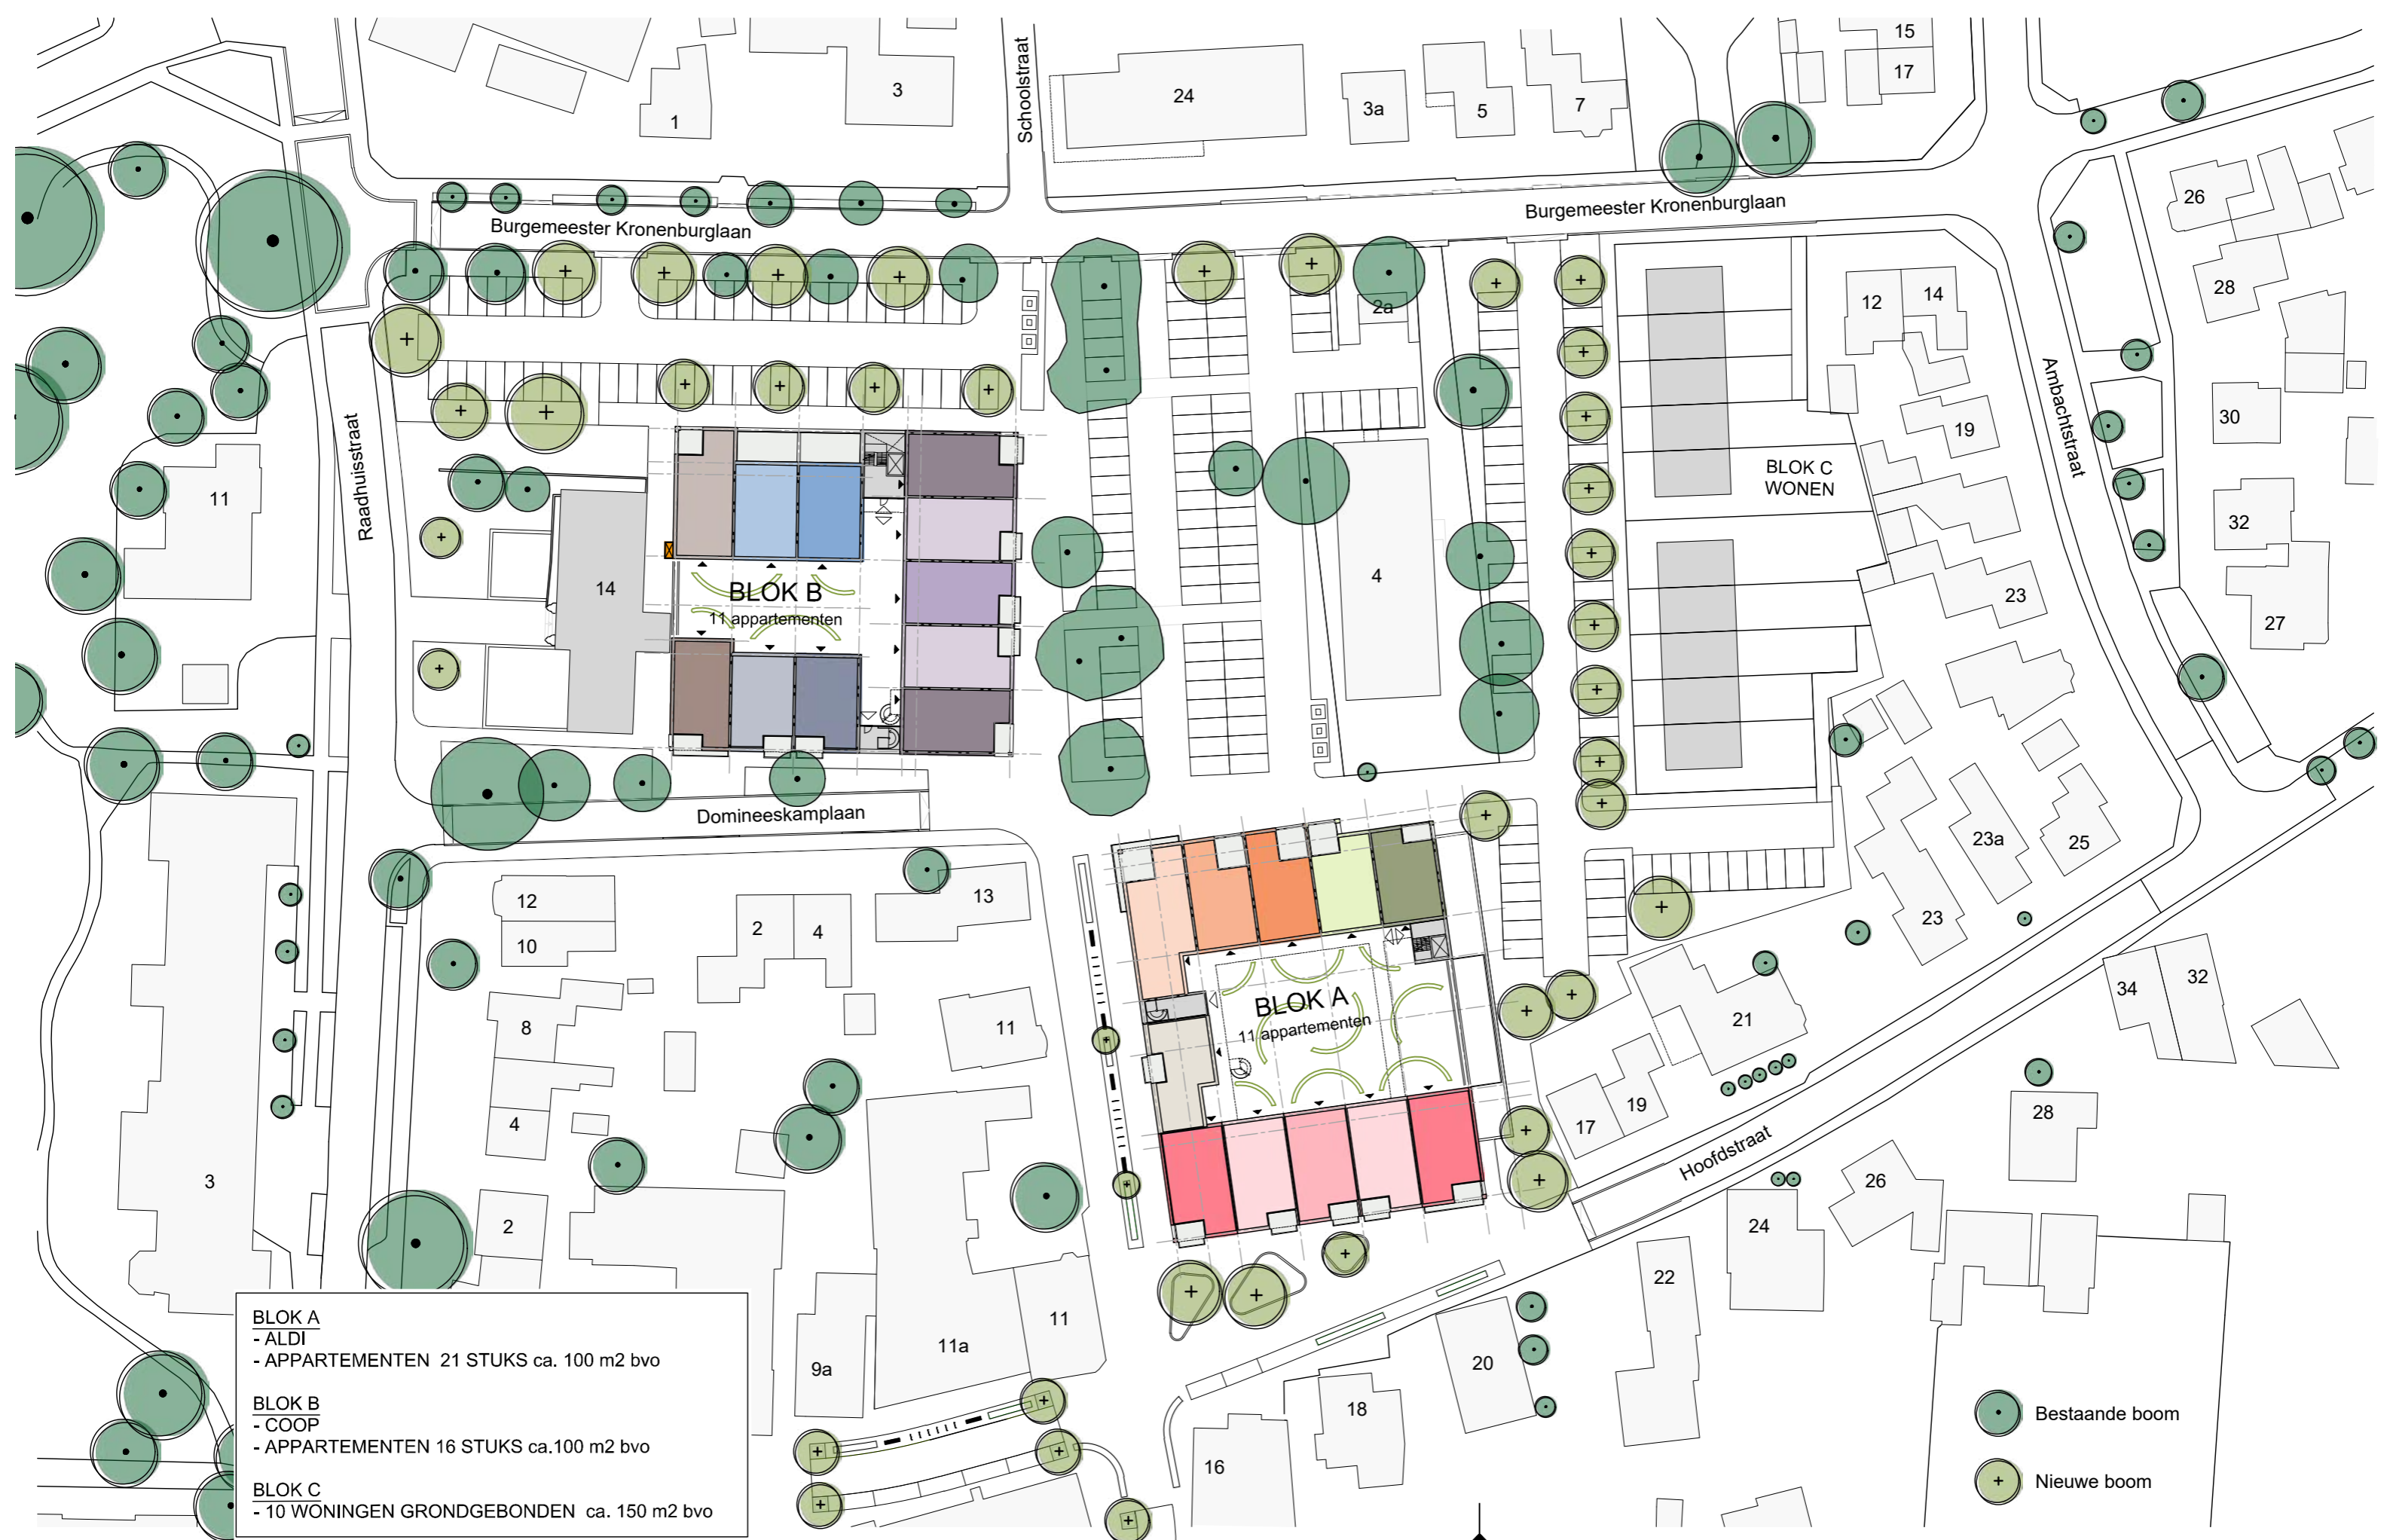 1
3
Schoolstraat
24
3a
5
7
15
17
Burgemeester Kronenburglaan
Burgemeester Kronenburglaan
26
28
2a
12
14
Ambachtstraat
30
19
BLOK C
WONEN
11
Raadhuisstraat
32
14
BLOK B
11 appartementen
4
23
27
Domineeskamplaan
23a
25
12
10
2
4
13
23
34
32
8
11
BLOK A
11 appartementen
21
4
17
19
28
Hoofdstraat
3
2
26
24
22
11
11a
9a
20
18
16
BLOK A
- ALDI
- APPARTEMENTEN 21 STUKS ca. 100 m2 bvo
BLOK B
- COOP
- APPARTEMENTEN 16 STUKS ca.100 m2 bvo
BLOK C
- 10 WONINGEN GRONDGEBONDEN ca. 150 m2 bvo
Bestaande boom
Nieuwe boom